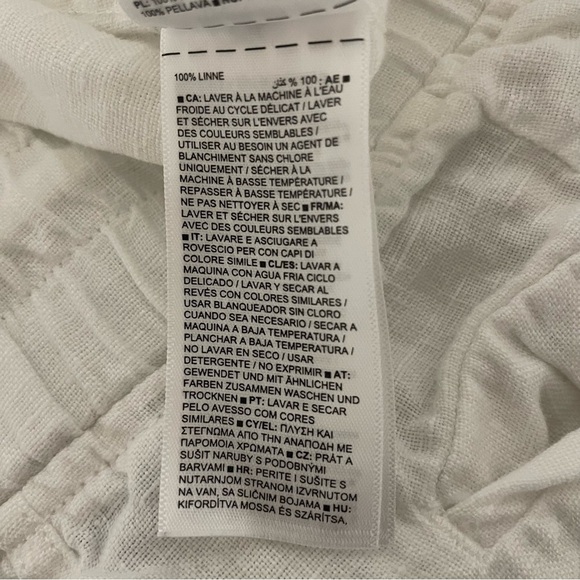 100% PELLAVA ■
100% LINNE كتان % 100 :AE ■
■ CA: LAVER À LA MACHINE À L'EAU
FROIDE AU CYCLE DÉLICAT / LAVER
ET SÉCHER SUR L'ENVERS AVEC
DES COULEURS SEMBLABLES /
UTILISER AU BESOIN UN AGENT DE
BLANCHIMENT SANS CHLORE
UNIQUEMENT / SÉCHER À LA
MACHINE À BASSE TEMPÉRATURE /
REPASSER À BASSE TEMPÉRATURE /
NE PAS NETTOYER À SEC ■ FR/MA:
LAVER ET SÉCHER SUR L'ENVERS
AVEC DES COULEURS SEMBLABLES
■ IT: LAVARE E ASCIUGARE A
ROVESCIO PER CON CAPI DI
COLORE SIMILE ■ CL/ES: LAVAR A
MAQUINA CON AGUA FRIA CICLO
DELICADO / LAVAR Y SECAR AL
REVÉS CON COLORES SIMILARES /
USAR BLANQUEADOR SIN CLORO
CUANDO SEA NECESARIO / SECAR A
MAQUINA A BAJA TEMPERATURA /
PLANCHAR A BAJA TEMPERATURA /
NO LAVAR EN SECO / USAR
DETERGENTE / NO EXPRIMIR ■ AT:
GEWENDET UND MIT ÄHNLICHEN
FARBEN ZUSAMMEN WASCHEN UND
TROCKNEN ■ PT: LAVAR E SECAR
PELO AVESSO COM CORES
SIMILARES ■ CY/EL: ΠΛΥΣΗ ΚΑΙ
ΣΤΕΓΝΩΜΑ ΑΠΟ ΤΗΝ ΑΝΑΠΟΔΗ ΜΕ
ΠΑΡΟΜΟΙΑ ΧΡΩΜΑΤΑ ■ CZ: PRÁT A
SUŠIT NARUBY S PODOBNÝMI
BARVAMI ■ HR: PERITE I SUŠITE S
NUTARNJOM STRANOM IZVRNUTOM
NA VAN, SA SLIČNIM BOJAMA ■ HU:
KIFORDÍTVA MOSSA ÉS SZÁRÍTSA.